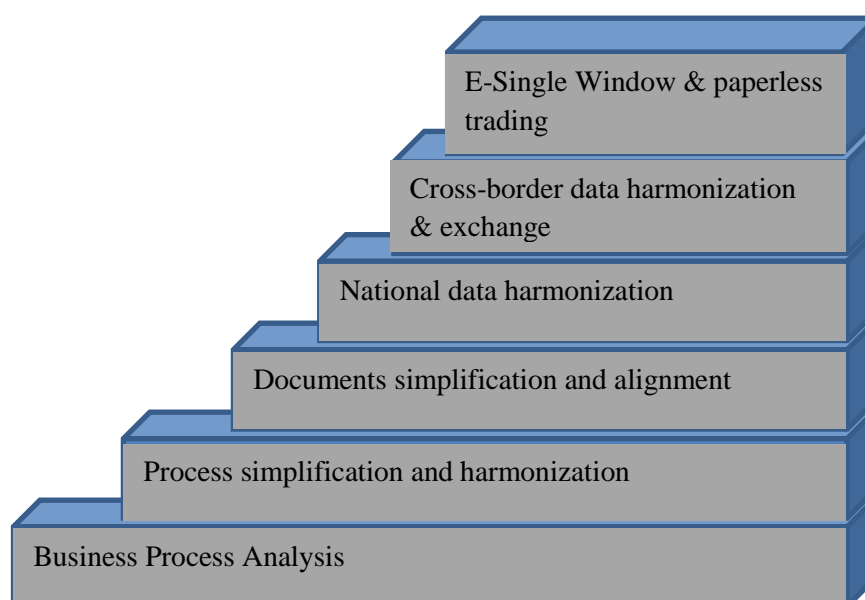 E-Single Window & paperless
trading
Cross-border data harmonization
& exchange
National data harmonization
Documents simplification and alignment
Process simplification and harmonization
Business Process Analysis